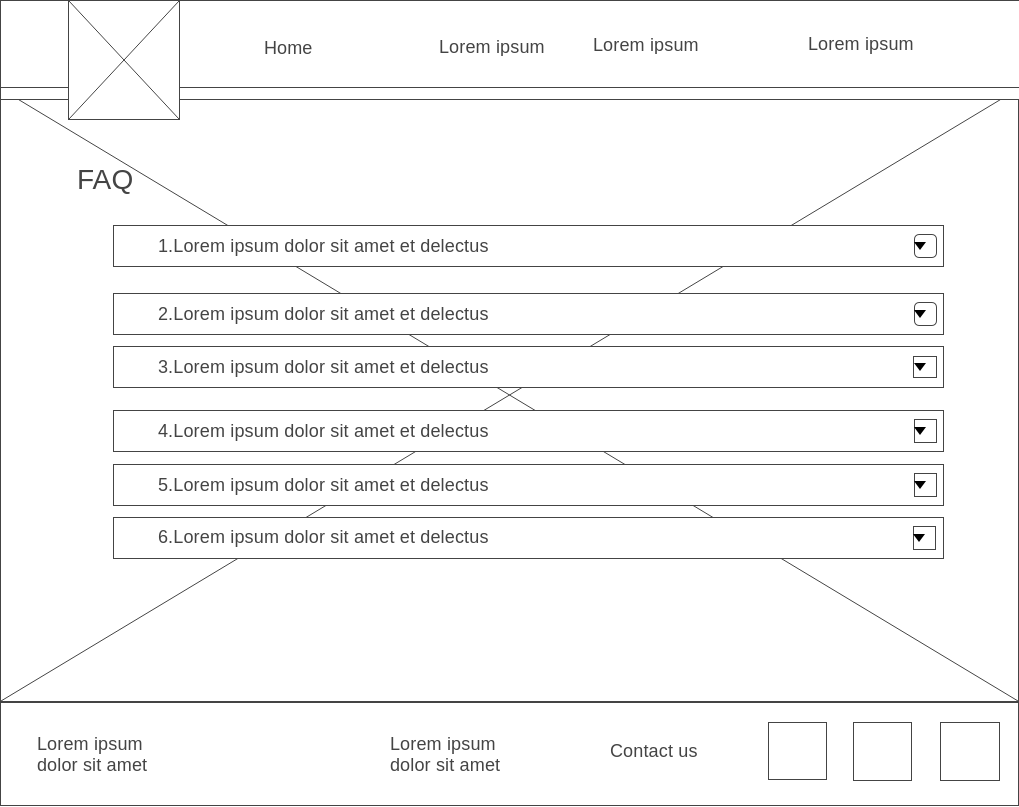 Home
Lorem ipsum
Lorem ipsum
Lorem ipsum
FAQ
1.Lorem ipsum dolor sit amet et delectus
2.Lorem ipsum dolor sit amet et delectus
3.Lorem ipsum dolor sit amet et delectus
4.Lorem ipsum dolor sit amet et delectus
5.Lorem ipsum dolor sit amet et delectus
6.Lorem ipsum dolor sit amet et delectus
Lorem ipsum
dolor sit amet
Lorem ipsum
dolor sit amet
Contact us